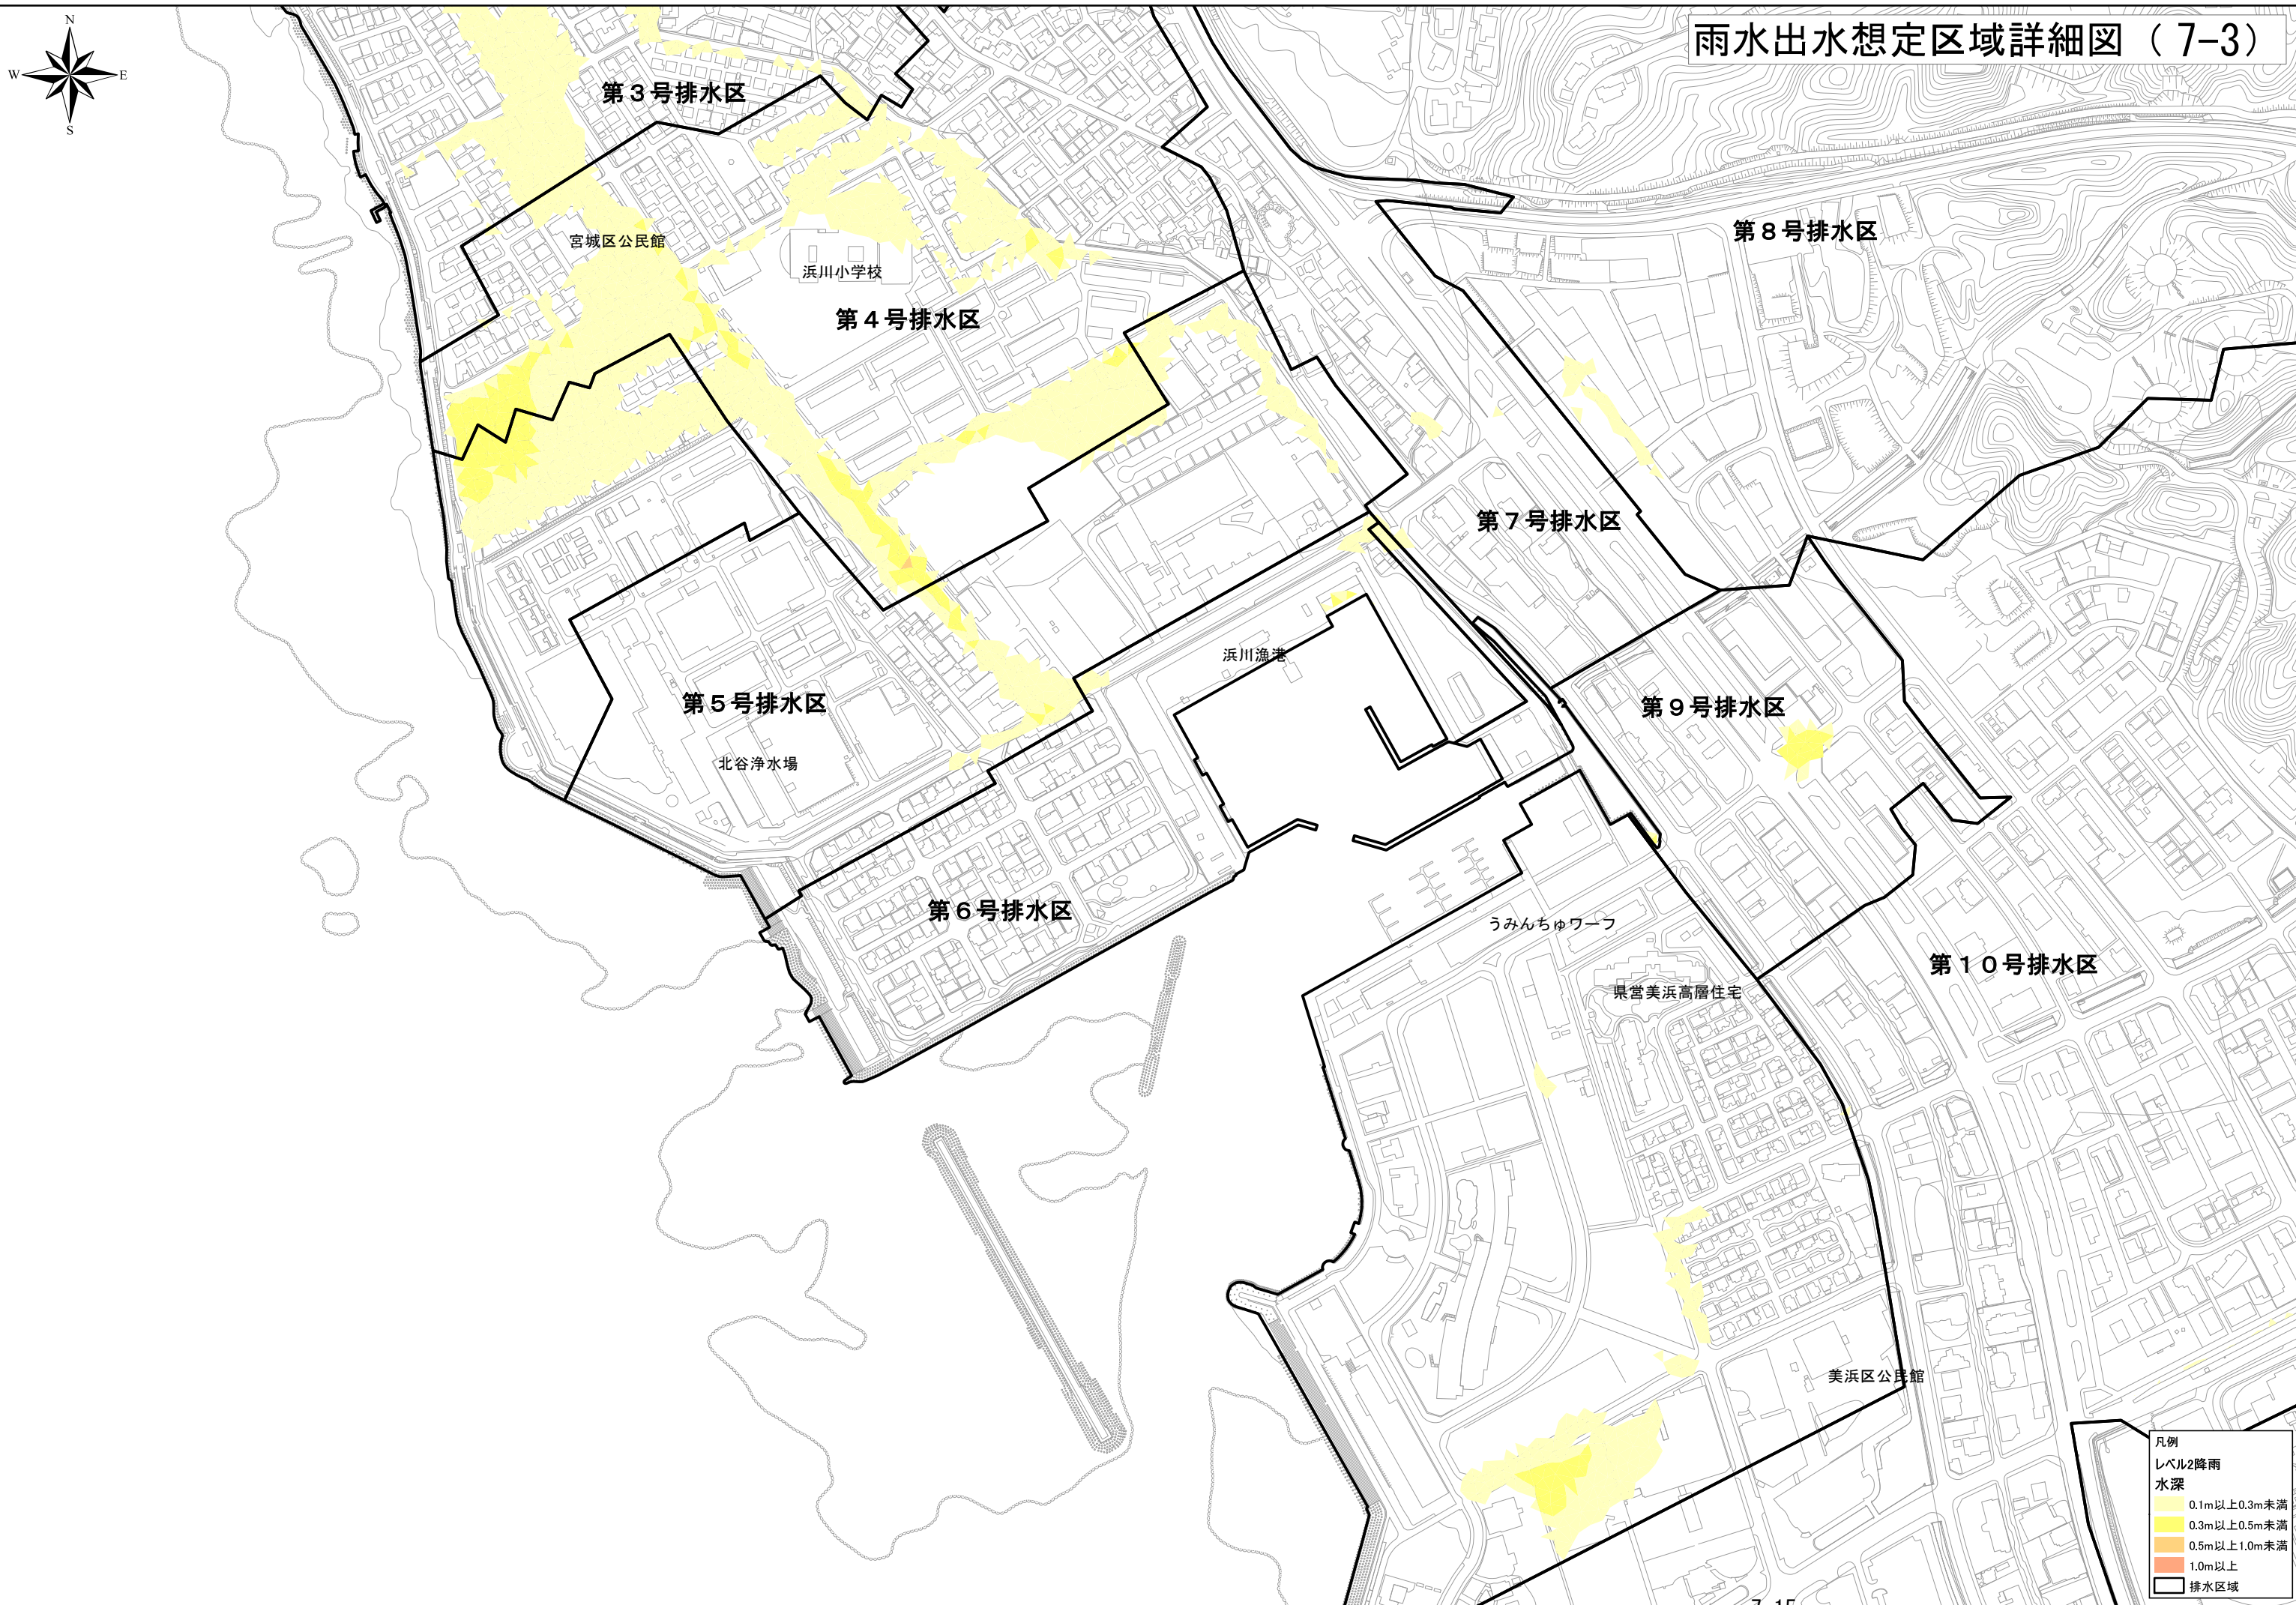 雨水出水想定区域詳細図（7-3）
N
W
E
S
第３号排水区
宮城区公民館
浜川小学校
第４号排水区
第８号排水区
第７号排水区
浜川漁港
第５号排水区
第９号排水区
北谷浄水場
第６号排水区
うみんちゅワーフ
第１０号排水区
県営美浜高層住宅
美浜区公民館
凡例
レベル2降雨
水深
0.1m以上0.3m未満
0.3m以上0.5m未満
0.5m以上1.0m未満
1.0m以上
排水区域